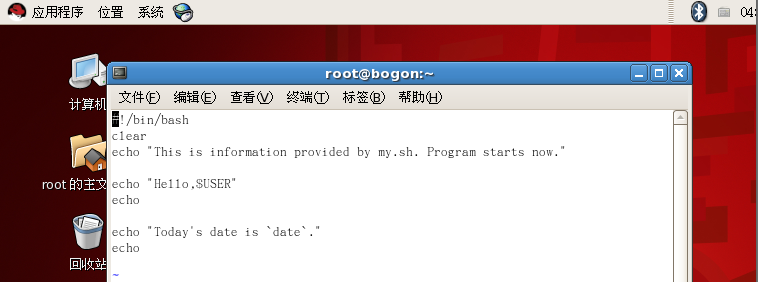 应用程序 位置 系统
04:
计算机
root 的主文
回收站
root@bogon:~
文件(F) 编辑(E) 查看(V) 终端(T) 标签(B) 帮助(H)
#!/bin/bash
clear
echo "This is information provided by my.sh. Program starts now."
echo "Hello,$USER"
echo
echo "Today's date is `date`."
echo
~